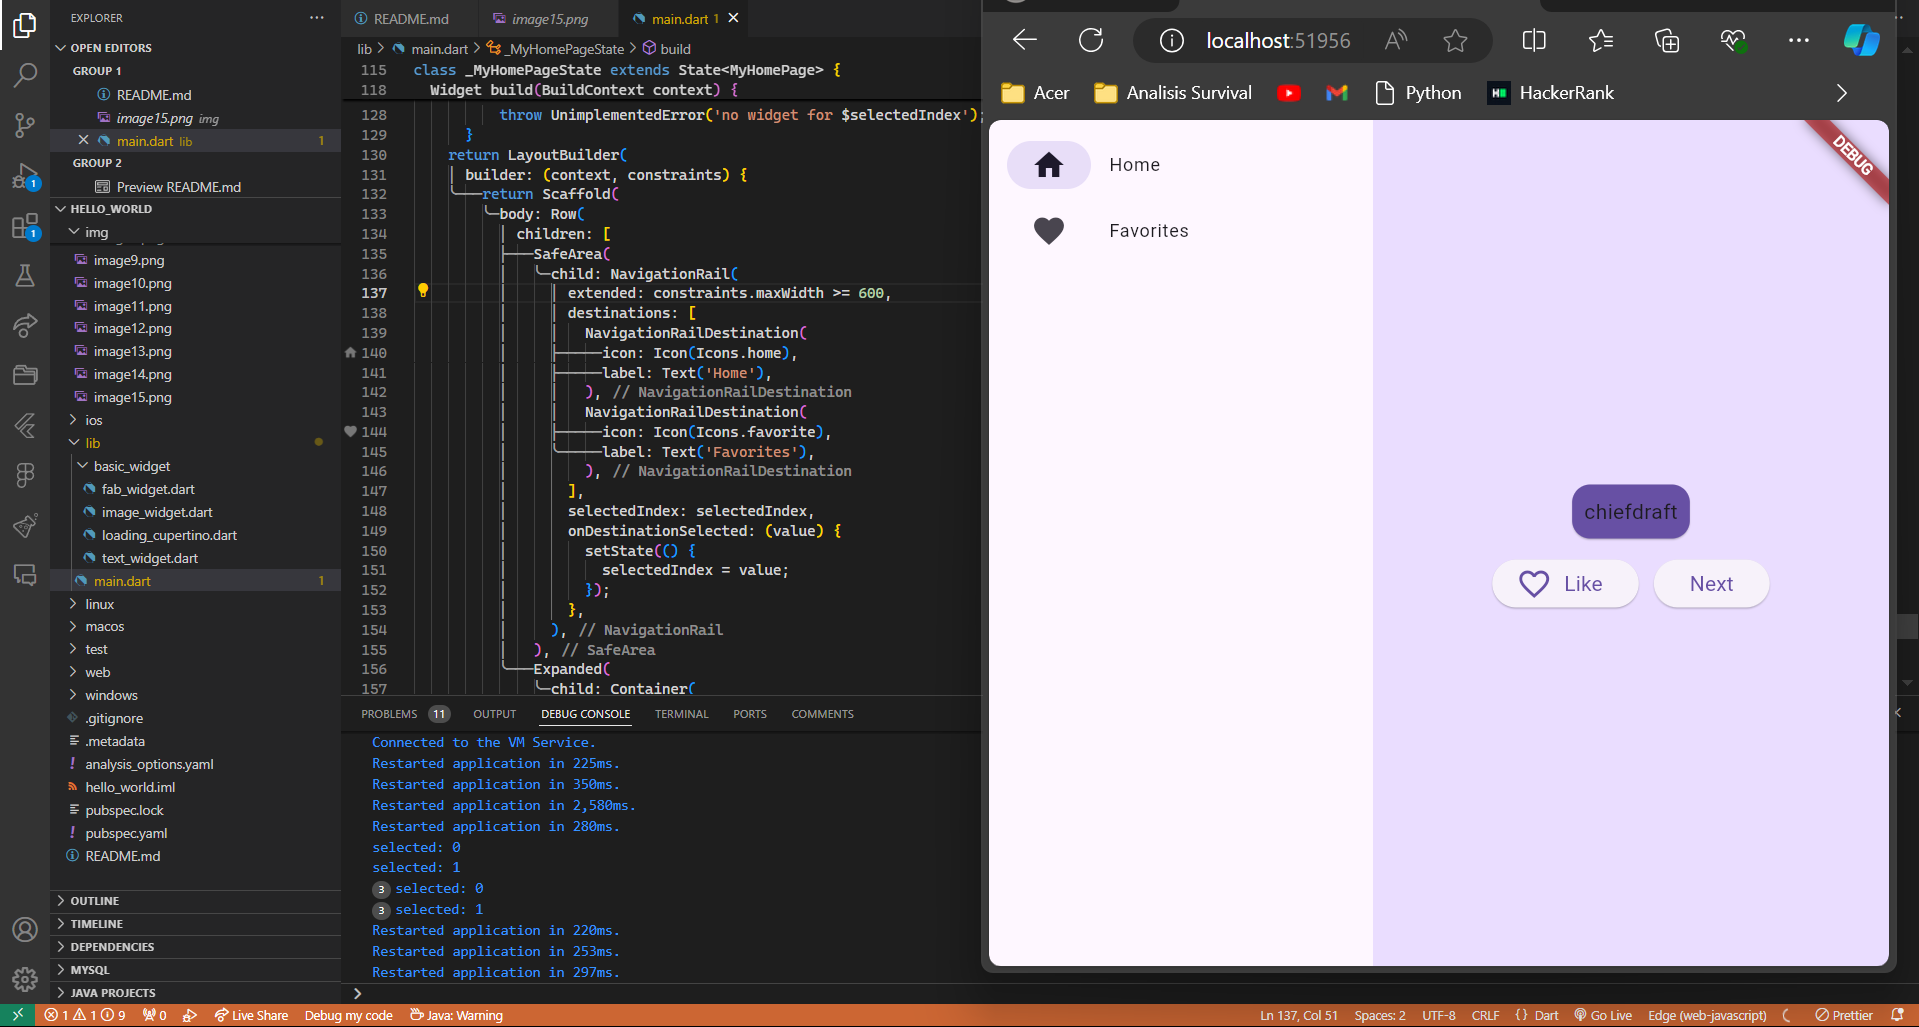 EXPLORER
OPEN EDITORS
GROUP 1
README.md
image15.png img
main.dart lib 1
GROUP 2
Preview README.md
HELLO_WORLD
img
image9.png
image10.png
image11.png
image12.png
image13.png
image14.png
image15.png
ios
lib
basic_widget
fab_widget.dart
image_widget.dart
loading_cupertino.dart
text_widget.dart
main.dart 1
linux
macos
test
web
windows
.gitignore
.metadata
analysis_options.yaml
hello_world.iml
pubspec.lock
pubspec.yaml
README.md
OUTLINE
TIMELINE
DEPENDENCIES
MYSQL
JAVA PROJECTS
1
1
README.md image15.png main.dart 1
lib > main.dart > _MyHomePageState > build
115 class _MyHomePageState extends State<MyHomePage> {
118 Widget build(BuildContext context) {
128 throw UnimplementedError('no widget for $selectedIndex');
129 }
130 return LayoutBuilder(
131 builder: (context, constraints) {
132 return Scaffold(
133 body: Row(
134 children: [
135 SafeArea(
136 child: NavigationRail(
137 extended: constraints.maxWidth >= 600,
138 destinations: [
139 NavigationRailDestination(
140 icon: Icon(Icons.home),
141 label: Text('Home'),
142 ), // NavigationRailDestination
143 NavigationRailDestination(
144 icon: Icon(Icons.favorite),
145 label: Text('Favorites'),
146 ), // NavigationRailDestination
147 ],
148 selectedIndex: selectedIndex,
149 onDestinationSelected: (value) {
150 setState(() {
151 selectedIndex = value;
152 });
153 },
154 ), // NavigationRail
155 ), // SafeArea
156 Expanded(
157 child: Container(
PROBLEMS 11 OUTPUT DEBUG CONSOLE TERMINAL PORTS COMMENTS
Connected to the VM Service.
Restarted application in 225ms.
Restarted application in 350ms.
Restarted application in 2,580ms.
Restarted application in 280ms.
selected: 0
selected: 1
3 selected: 0
3 selected: 1
Restarted application in 220ms.
Restarted application in 253ms.
Restarted application in 297ms.
localhost:51956
Acer Analisis Survival Python HackerRank
DEBUG
Home
Favorites
chiefdraft
Like Next
1 1 9 0 Live Share Debug my code Java: Warning Ln 137, Col 51 Spaces: 2 UTF-8 CRLF {} Dart Go Live Edge (web-javascript) Prettier